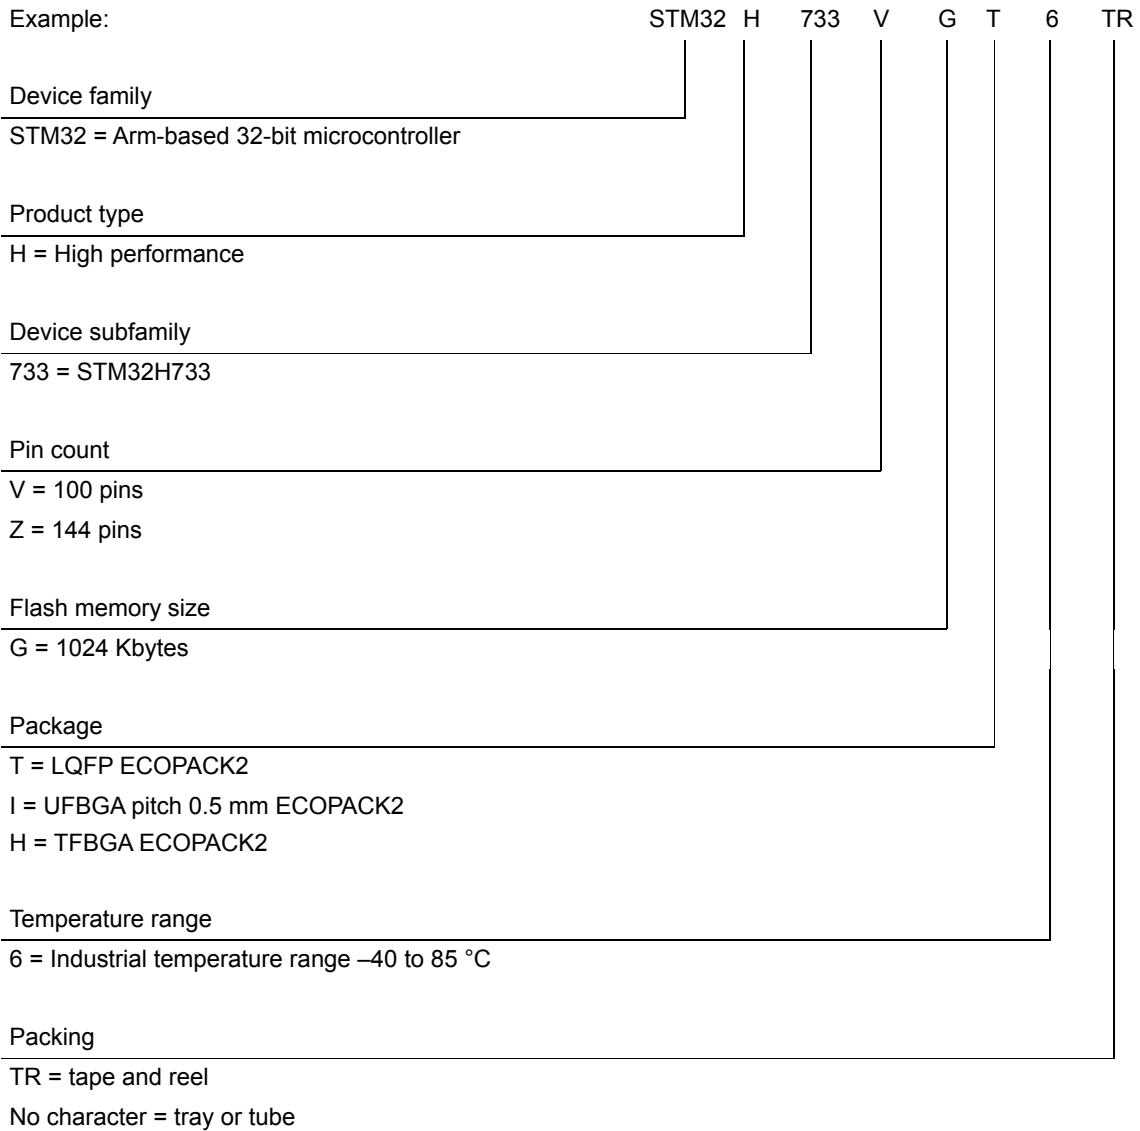 Example: STM32 H 733 V G T 6 TR
Device family
STM32 = Arm-based 32-bit microcontroller
Product type
H = High performance
Device subfamily
733 = STM32H733
Pin count
V = 100 pins
Z = 144 pins
Flash memory size
G = 1024 Kbytes
Package
T = LQFP ECOPACK2
I = UFBGA pitch 0.5 mm ECOPACK2
H = TFBGA ECOPACK2
Temperature range
6 = Industrial temperature range –40 to 85 °C
Packing
TR = tape and reel
No character = tray or tube